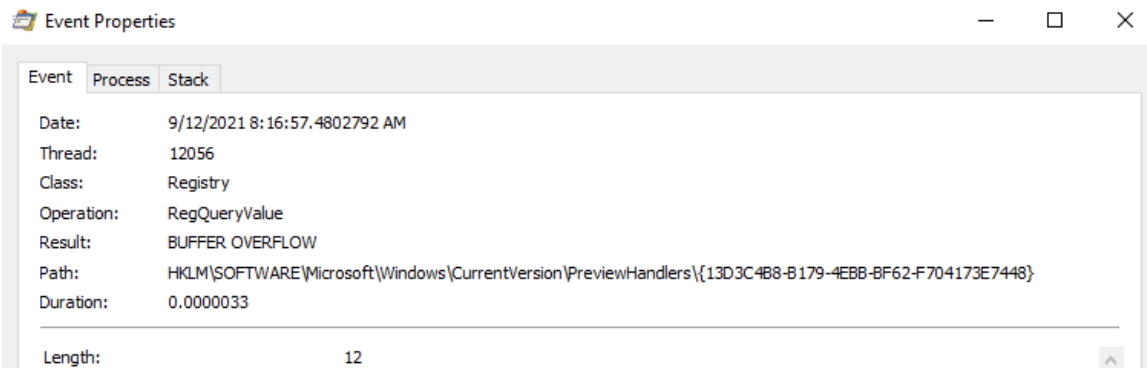 Event Properties
Event Process Stack
Date: 9/12/2021 8:16:57.4802792 AM
Thread: 12056
Class: Registry
Operation: RegQueryValue
Result: BUFFER OVERFLOW
Path: HKLM\SOFTWARE\Microsoft\Windows\CurrentVersion\PreviewHandlers\{13D3C4B8-B179-4EBB-BF62-F704173E7448}
Duration: 0.0000033
Length: 12